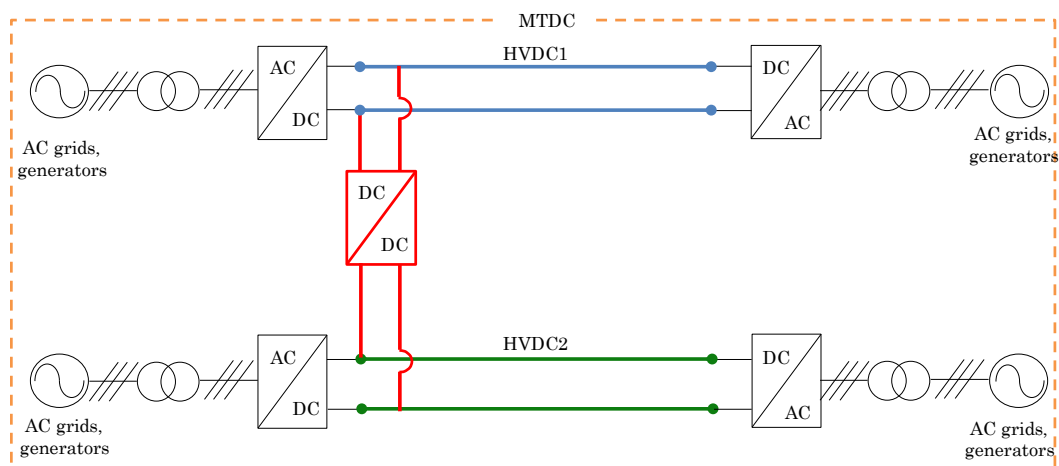 MTDC
HVDC1
AC
DC
DC
AC
AC grids,
generators
AC grids,
generators
DC
DC
HVDC2
AC
DC
DC
AC
AC grids,
generators
AC grids,
generators